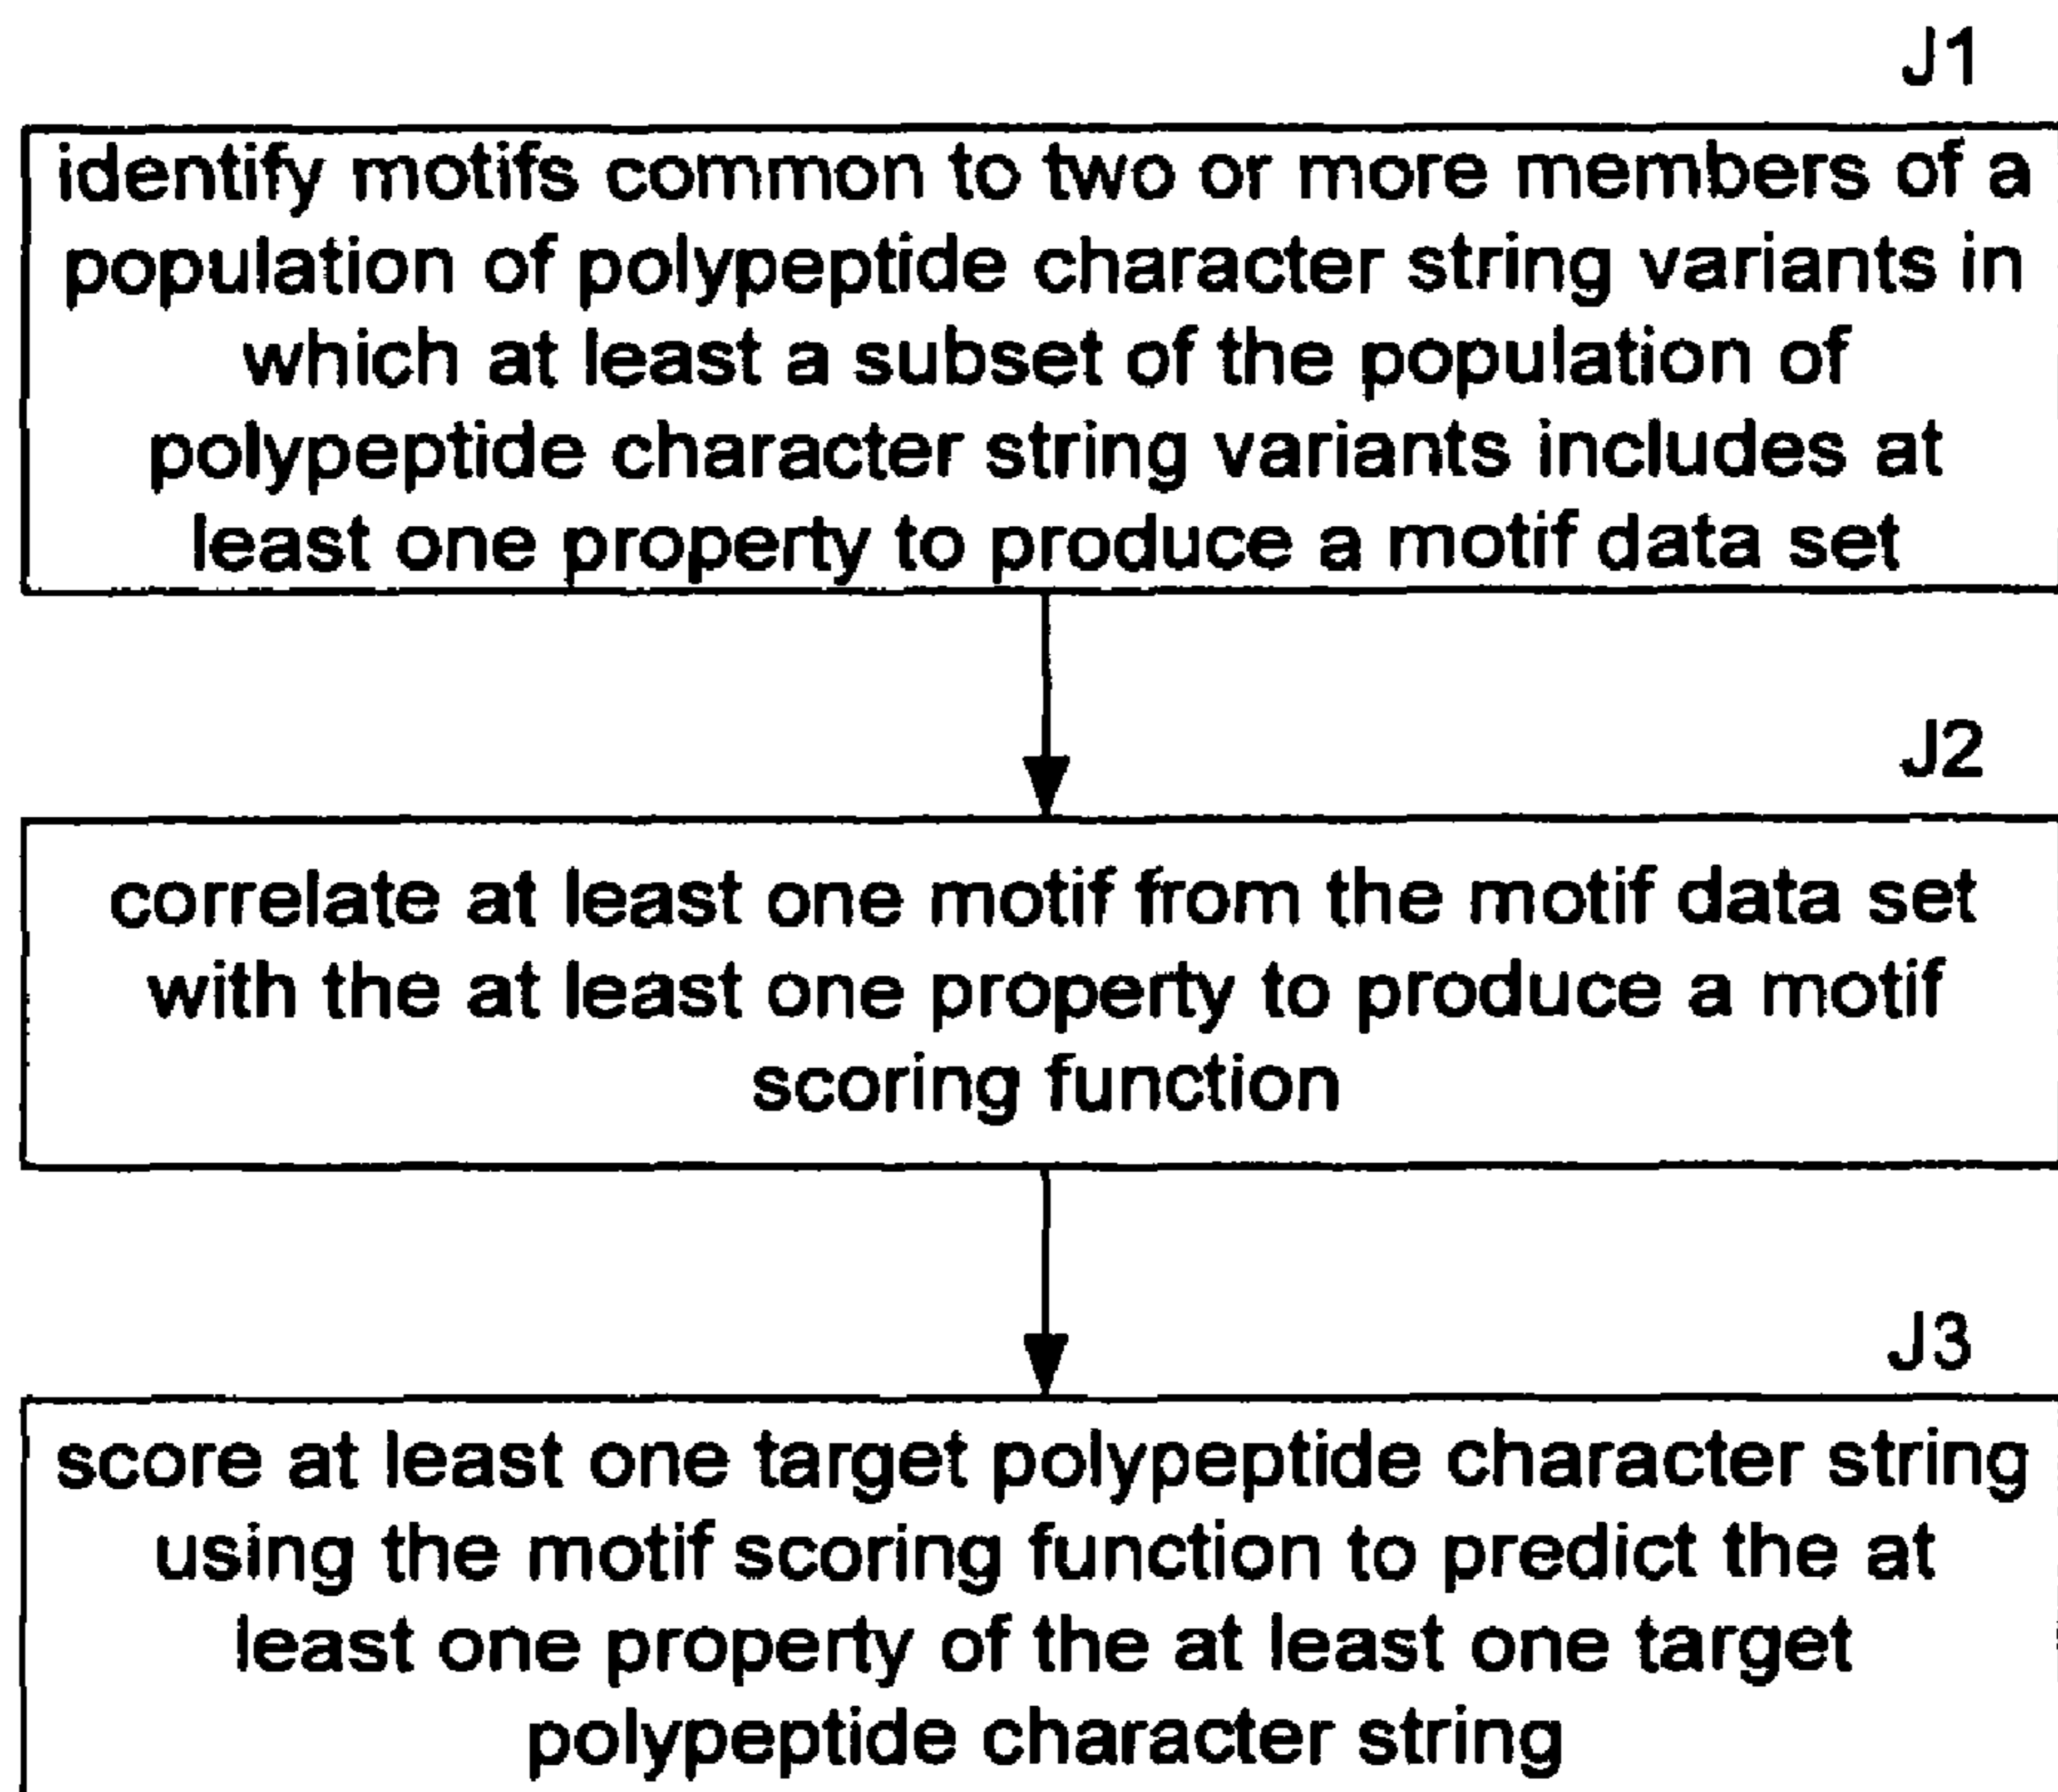 J1
identify motifs common to two or more members of a
population of polypeptide character string variants in
which at least a subset of the population of
polypeptide character string variants includes at
least one property to produce a motif data set
J2
correlate at least one motif from the motif data set
with the at least one property to produce a motif
scoring function
J3
score at least one target polypeptide character string
using the motif scoring function to predict the at
least one property of the at least one target
polypeptide character string